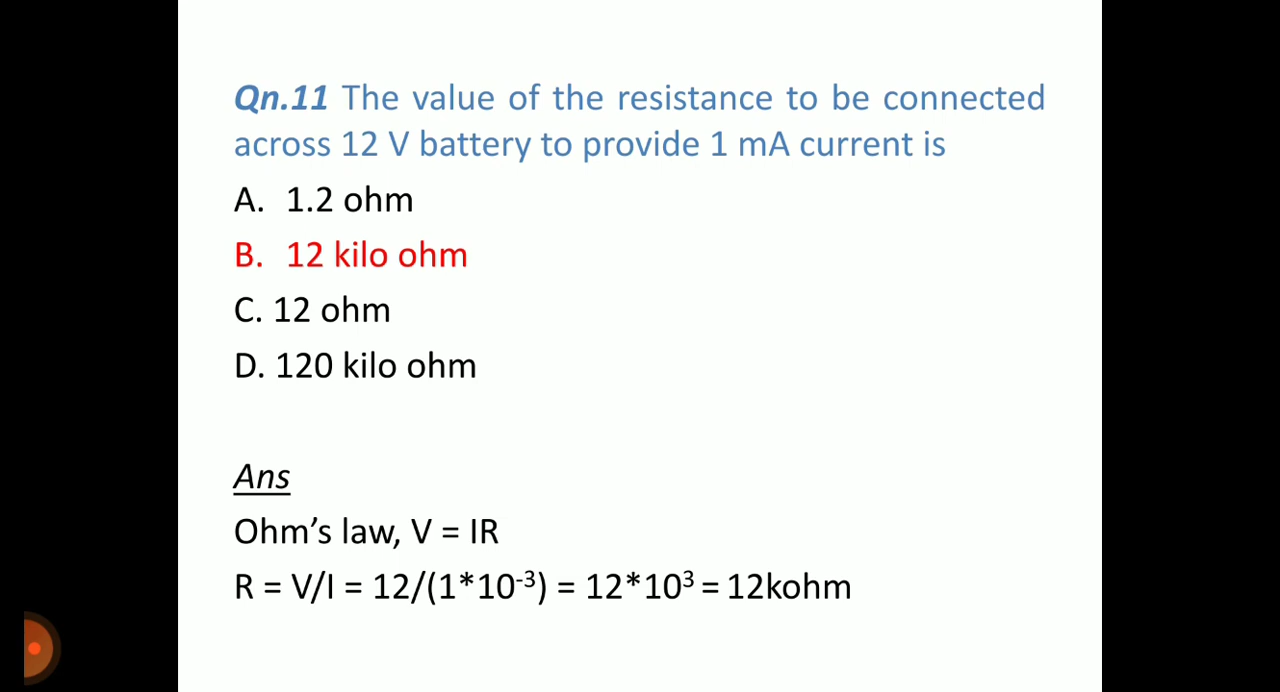 Qn.11 The value of the resistance to be connected
across 12 V battery to provide 1 mA current is
A. 1.2 ohm
B. 12 kilo ohm
C. 12 ohm
D. 120 kilo ohm
Ans
Ohm’s law, V = IR
R = V/I = 12/(1*10⁻³) = 12*10³ = 12kohm